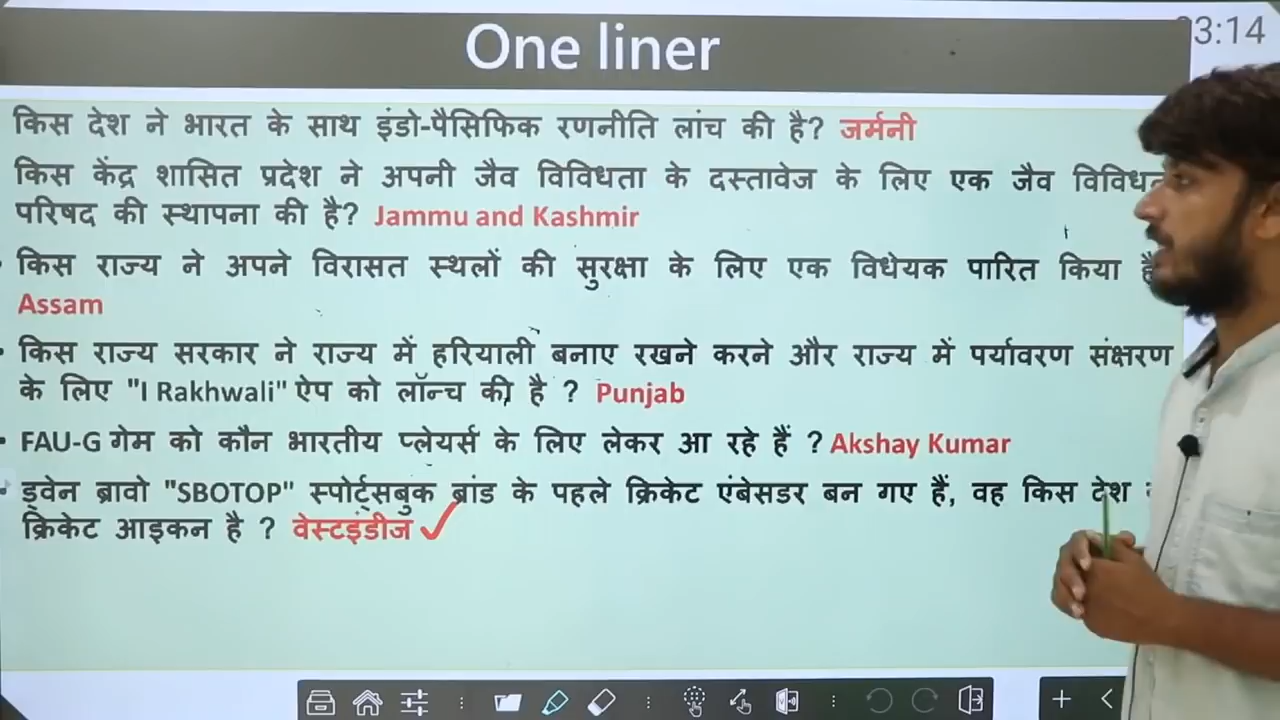 One liner
3:14
किस देश ने भारत के साथ इंडो-पैसिफिक रणनीति लांच की है? जर्मनी
किस केंद्र शासित प्रदेश ने अपनी जैव विविधता के दस्तावेज के लिए एक जैव
परिषद की स्थापना की है? Jammu and Kashmir
किस राज्य ने अपने विरासत स्थलों की सुरक्षा के लिए एक विधेयक पारित किया
Assam
• किस राज्य सरकार ने राज्य में हरियाली बनाए रखने करने और राज्य में पर्यावरण संक्षरण
के लिए "I Rakhwali" ऐप को लॉन्च की है ? Punjab
• FAU-G गेम को कौन भारतीय प्लेयर्स के लिए लेकर आ रहे हैं ? Akshay Kumar
• ड्वेन ब्रावो "SBOTOP" स्पोर्ट्सबुक ब्रांड के पहले क्रिकेट एंबेसडर बन गए हैं, वह किस देश
क्रिकेट आइकन है ? वेस्टइंडीज ✓